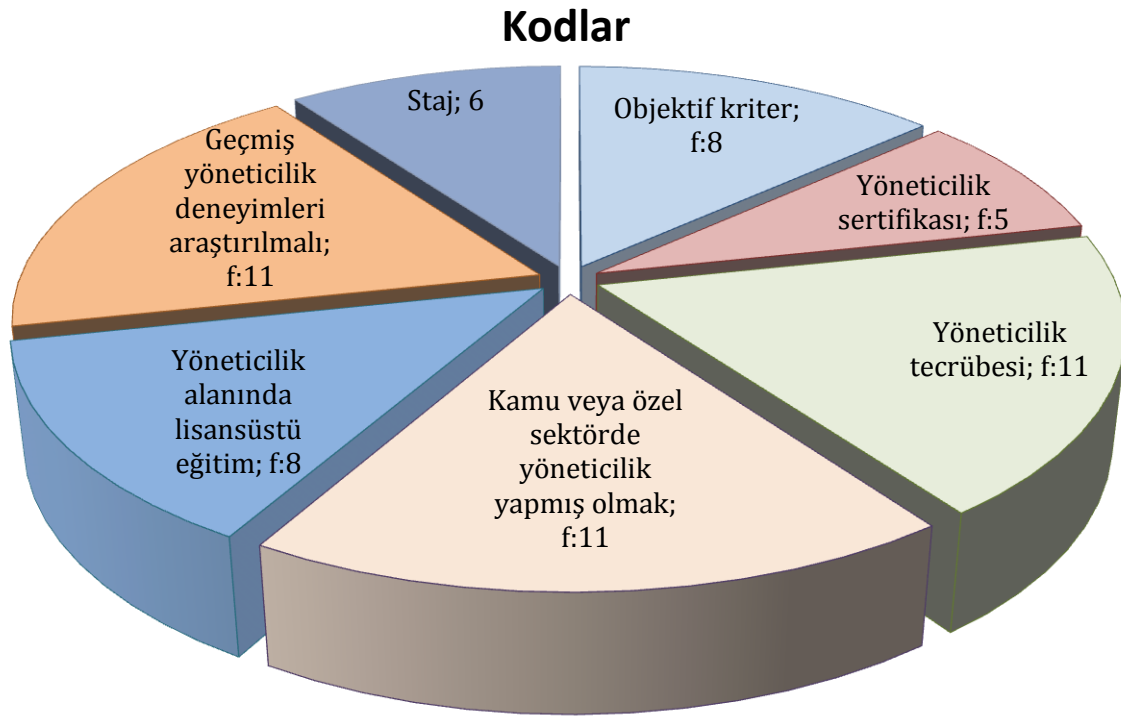 Kodlar
Objektif kriter;
f:8
Yöneticilik
sertifikası; f:5
Yöneticilik
tecrübesi; f:11
Kamu veya özel
sektörde
yöneticilik
yapmış olmak;
f:11
Yöneticilik
alanında
lisansüstü
eğitim; f:8
Geçmiş
yöneticilik
deneyimleri
araştırılmalı;
f:11
Staj; 6